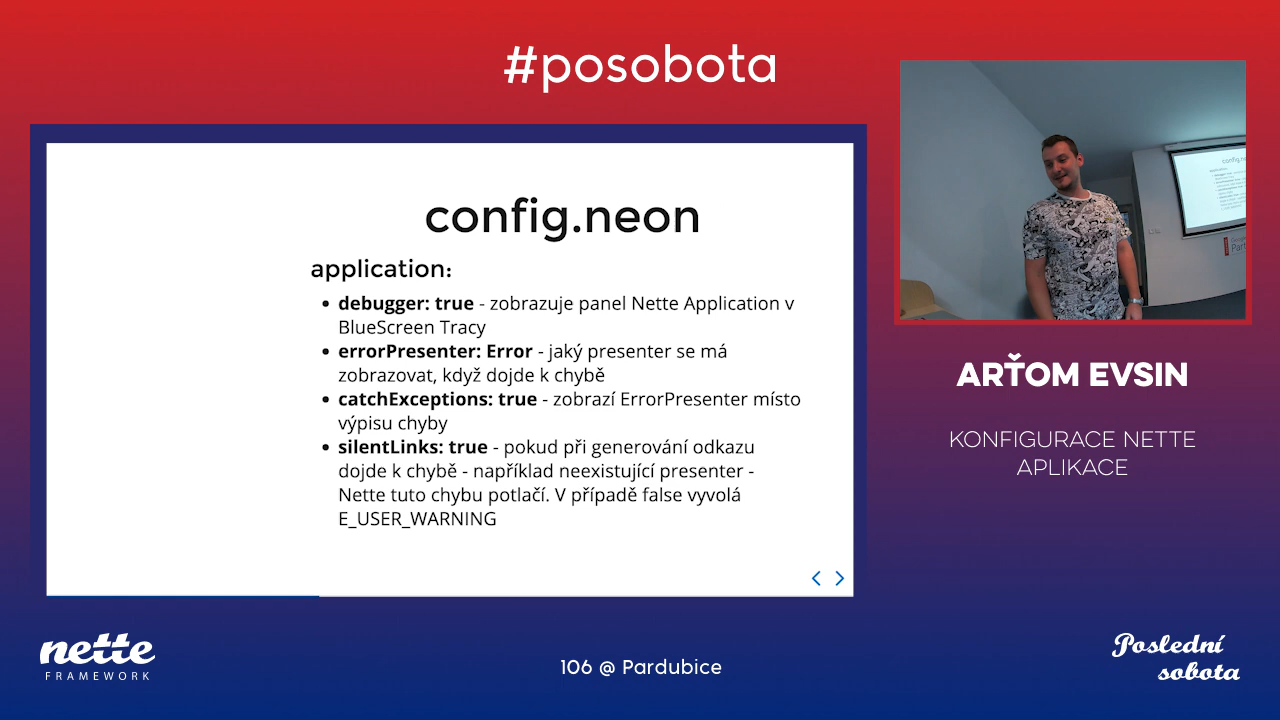 #posobota
config.neon
application:
• debugger: true - zobrazuje panel Nette Application v
BlueScreen Tracy
• errorPresenter: Error - jaký presenter se má
zobrazovat, když dojde k chybě
• catchExceptions: true - zobrazí ErrorPresenter místo
výpisu chyby
• silentLinks: true - pokud při generování odkazu
dojde k chybě - například neexistující presenter -
Nette tuto chybu potlačí. V případě false vyvolá
E_USER_WARNING
ARŤOM EVSIN
KONFIGURACE NETTE
APLIKACE
nette
FRAMEWORK
106 @ Pardubice
Poslední
sobota